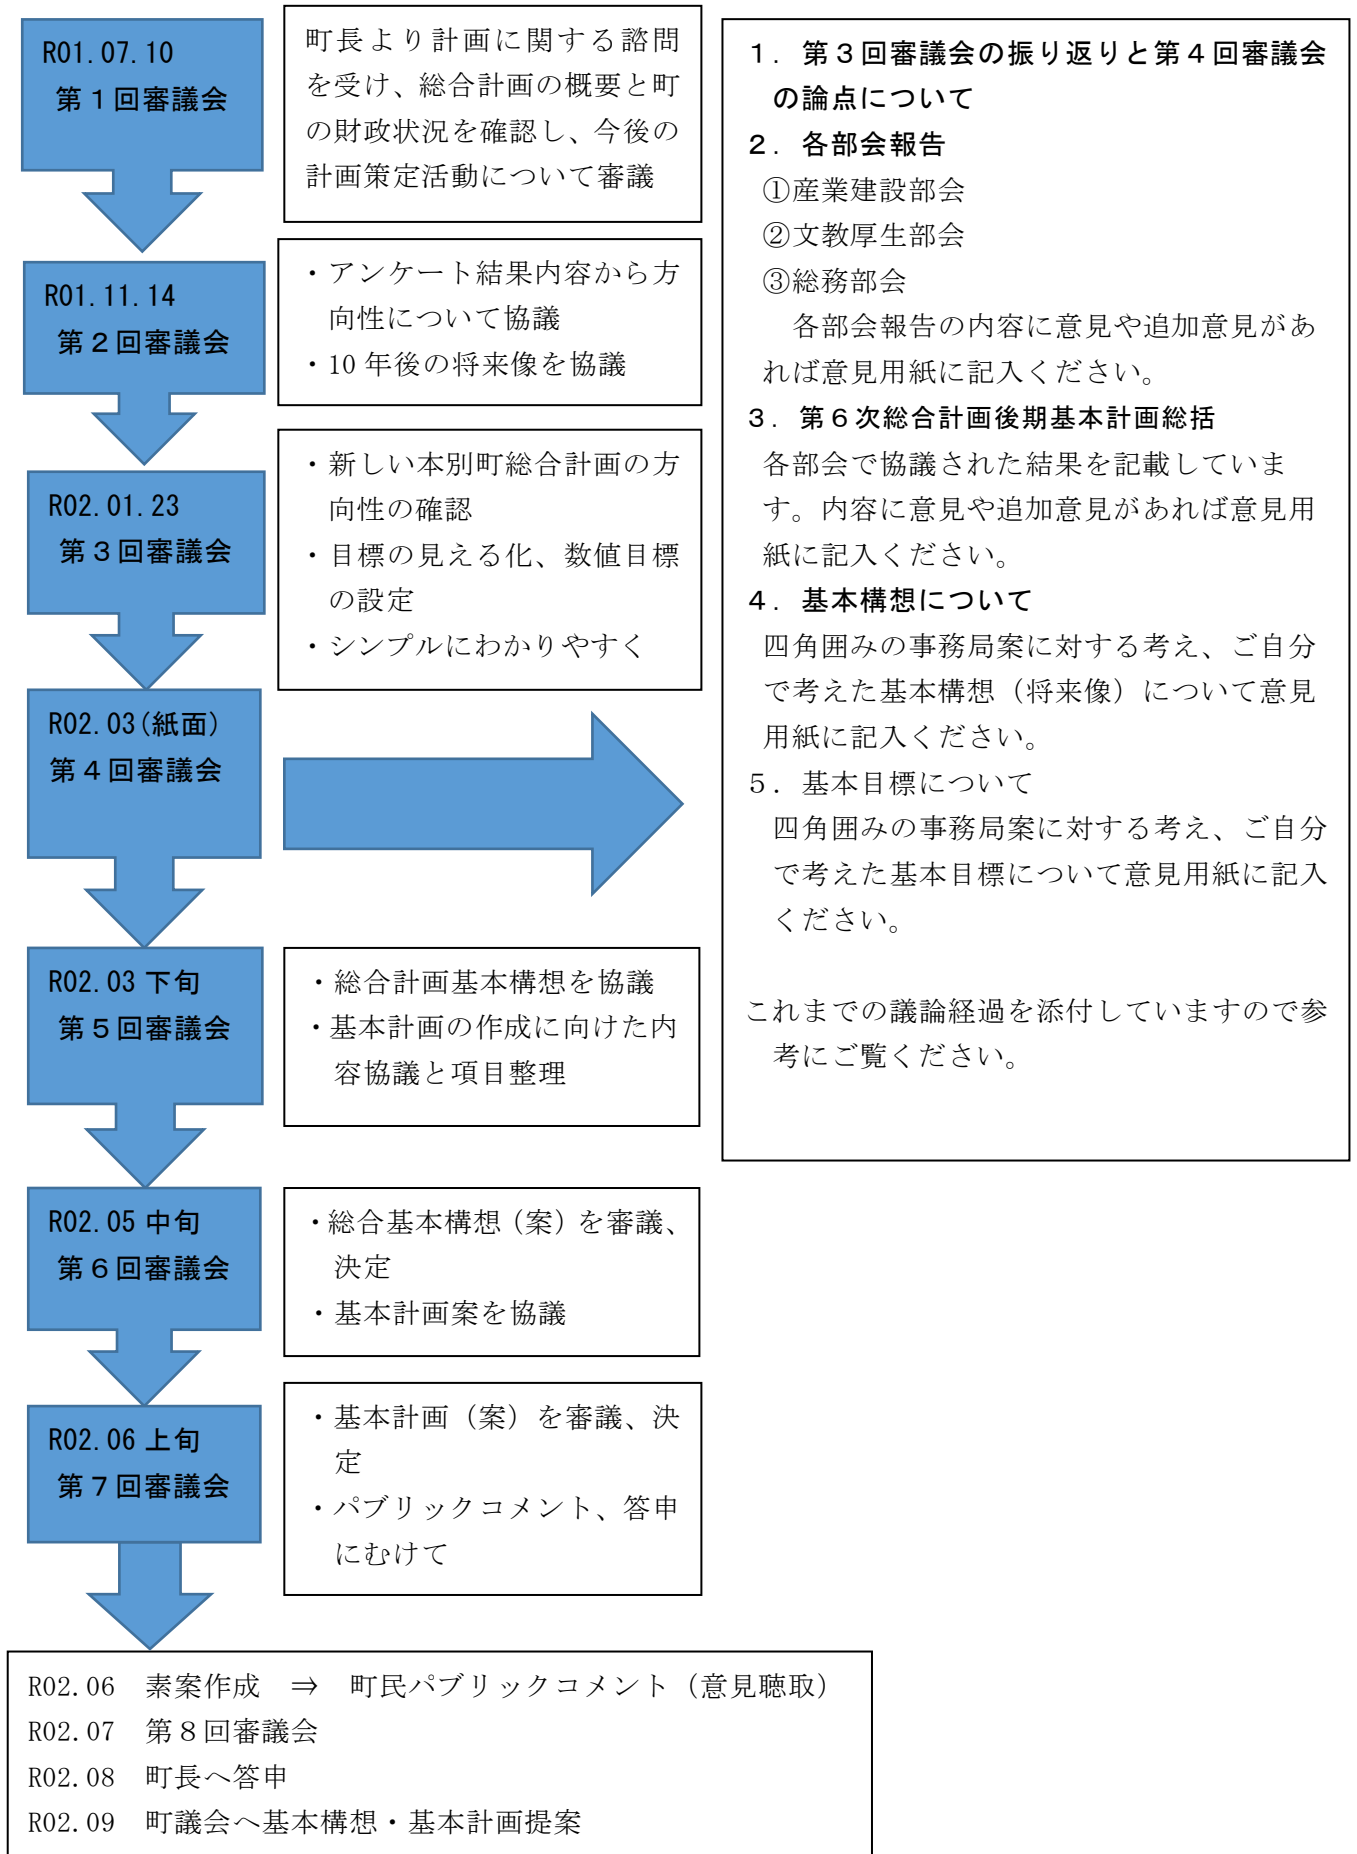 R01.07.10
第１回審議会
町長より計画に関する諮問
を受け、総合計画の概要と町
の財政状況を確認し、今後の
計画策定活動について審議
R01.11.14
第２回審議会
・アンケート結果内容から方
向性について協議
・10年後の将来像を協議
R02.01.23
第３回審議会
・新しい本別町総合計画の方
向性の確認
・目標の見える化、数値目標
の設定
・シンプルにわかりやすく
R02.03(紙面)
第４回審議会
１．第３回審議会の振り返りと第４回審議会
の論点について
２．各部会報告
①産業建設部会
②文教厚生部会
③総務部会
各部会報告の内容に意見や追加意見があ
れば意見用紙に記入ください。
３．第６次総合計画後期基本計画総括
各部会で協議された結果を記載していま
す。内容に意見や追加意見があれば意見用
紙に記入ください。
４．基本構想について
四角囲みの事務局案に対する考え、ご自分
で考えた基本構想（将来像）について意見
用紙に記入ください。
５．基本目標について
四角囲みの事務局案に対する考え、ご自分
で考えた基本目標について意見用紙に記入
ください。
これまでの議論経過を添付していますので参
考にご覧ください。
R02.03下旬
第５回審議会
・総合計画基本構想を協議
・基本計画の作成に向けた内
容協議と項目整理
R02.05中旬
第６回審議会
・総合基本構想（案）を審議、
決定
・基本計画案を協議
R02.06上旬
第７回審議会
・基本計画（案）を審議、決
定
・パブリックコメント、答申
にむけて
R02.06　素案作成　⇒　町民パブリックコメント（意見聴取）
R02.07　第８回審議会
R02.08　町長へ答申
R02.09　町議会へ基本構想・基本計画提案